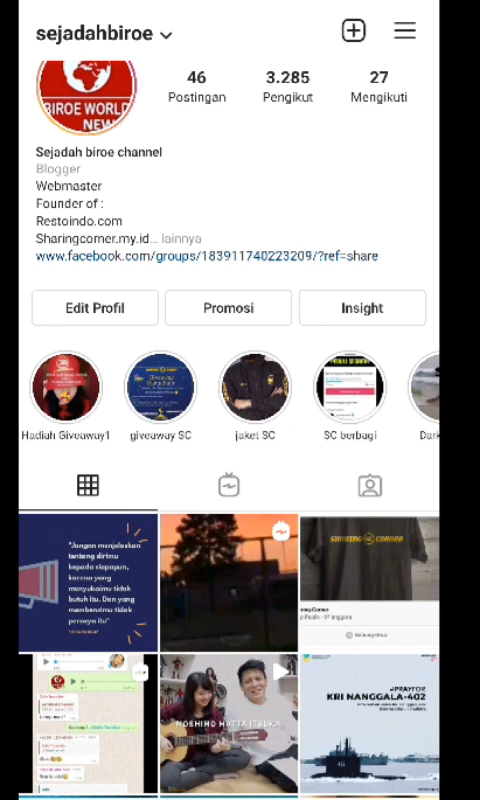 sejadahbiroe
BIROE WORLD
NEW
46
3.285
27
Postingan
Pengikut
Mengikuti
Sejadah biroe channel
Blogger
Webmaster
Founder of :
Restoindo.com
Sharingcorner.my.id... lainnya
www.facebook.com/groups/183911740223209/?ref=share
Edit Profil
Promosi
Insight
Hadiah Giveaway1
giveaway SC
jaket SC
SC berbagi
Dark
"Jangan menjelaskan
tentang dirimu
kepada siapapun,
karena yang
menyukaimu tidak
butuh itu. Dan yang
membencimu tidak
percaya itu"
SHARING CORNER
MOSHIMO MATTA ITSUKA
#PRAYFOR
KRI NANGGALA-402